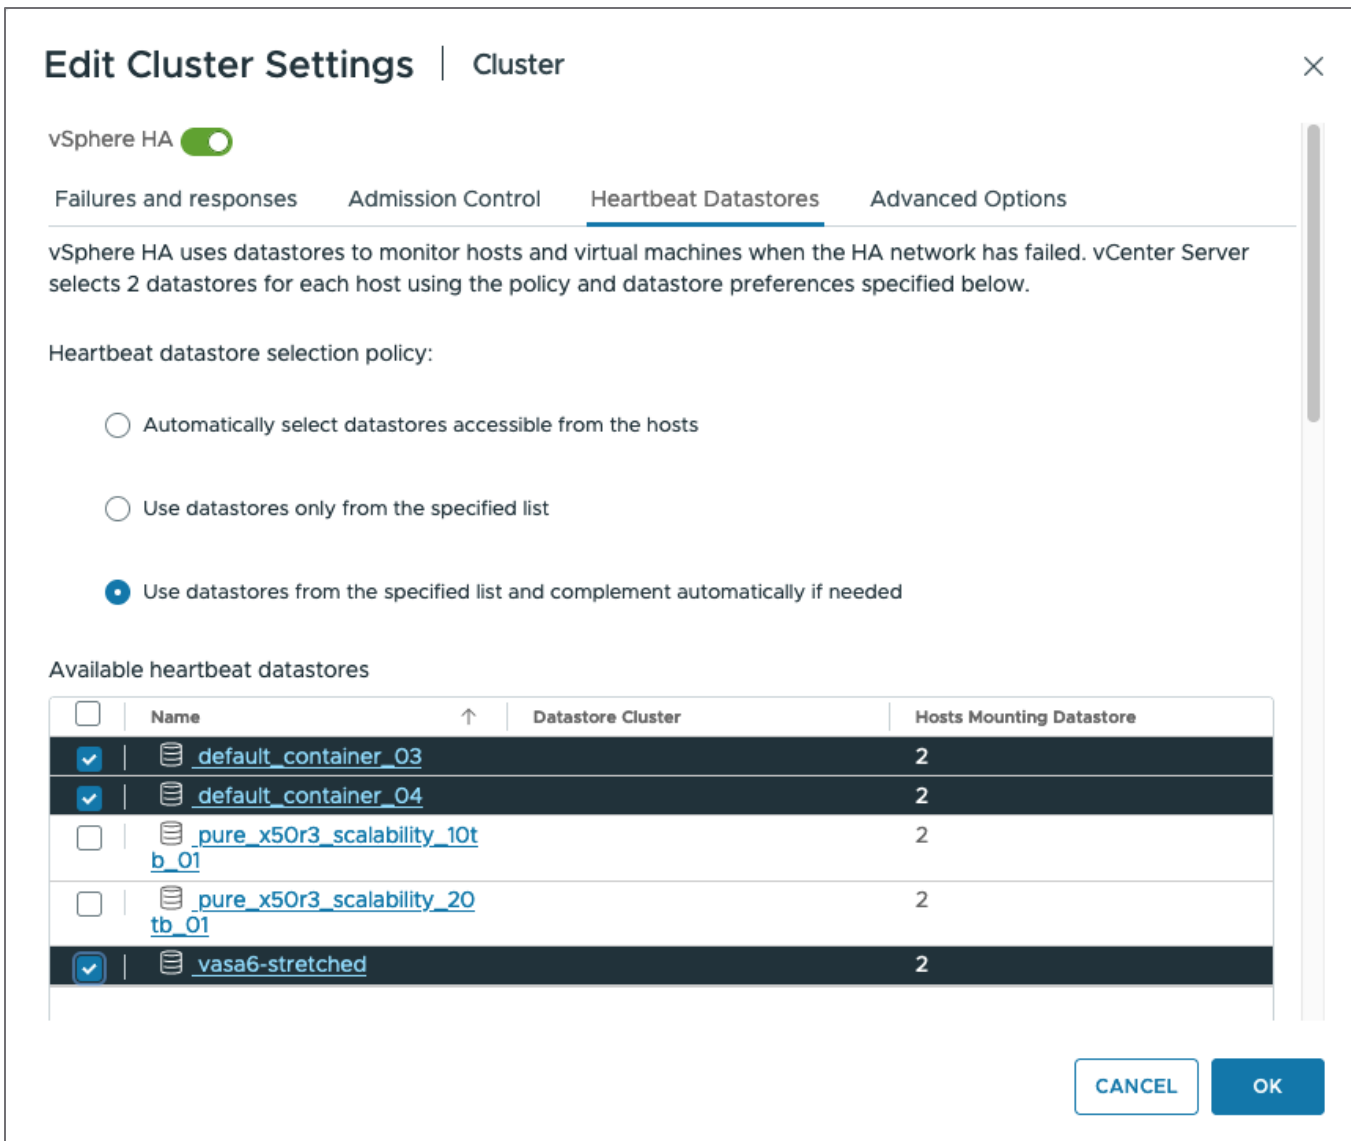 Edit Cluster Settings | Cluster
vSphere HA
Failures and responses Admission Control Heartbeat Datastores Advanced Options
vSphere HA uses datastores to monitor hosts and virtual machines when the HA network has failed. vCenter Server
selects 2 datastores for each host using the policy and datastore preferences specified below.
Heartbeat datastore selection policy:
Automatically select datastores accessible from the hosts
Use datastores only from the specified list
Use datastores from the specified list and complement automatically if needed
Available heartbeat datastores
Name Datastore Cluster Hosts Mounting Datastore
default_container_03 2
default_container_04 2
pure_x50r3_scalability_10t 2
b_01
pure_x50r3_scalability_20 2
tb_01
vasa6-stretched 2
CANCEL OK